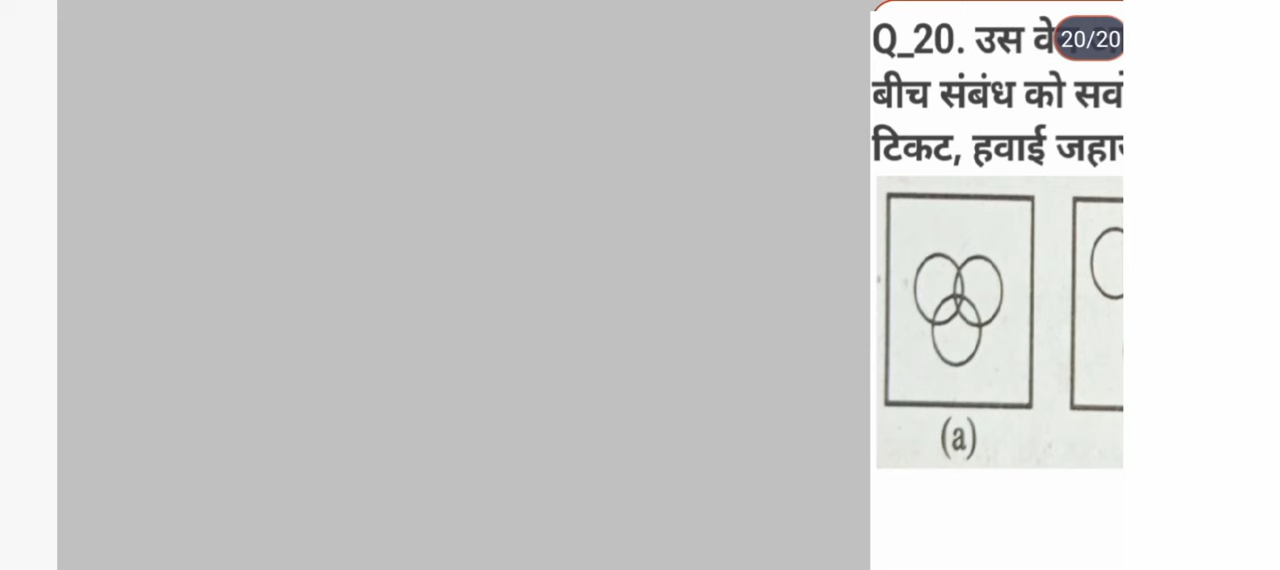 Q_20. उस वे
20/20
बीच संबंध को
टिकट, हवाई
(a)